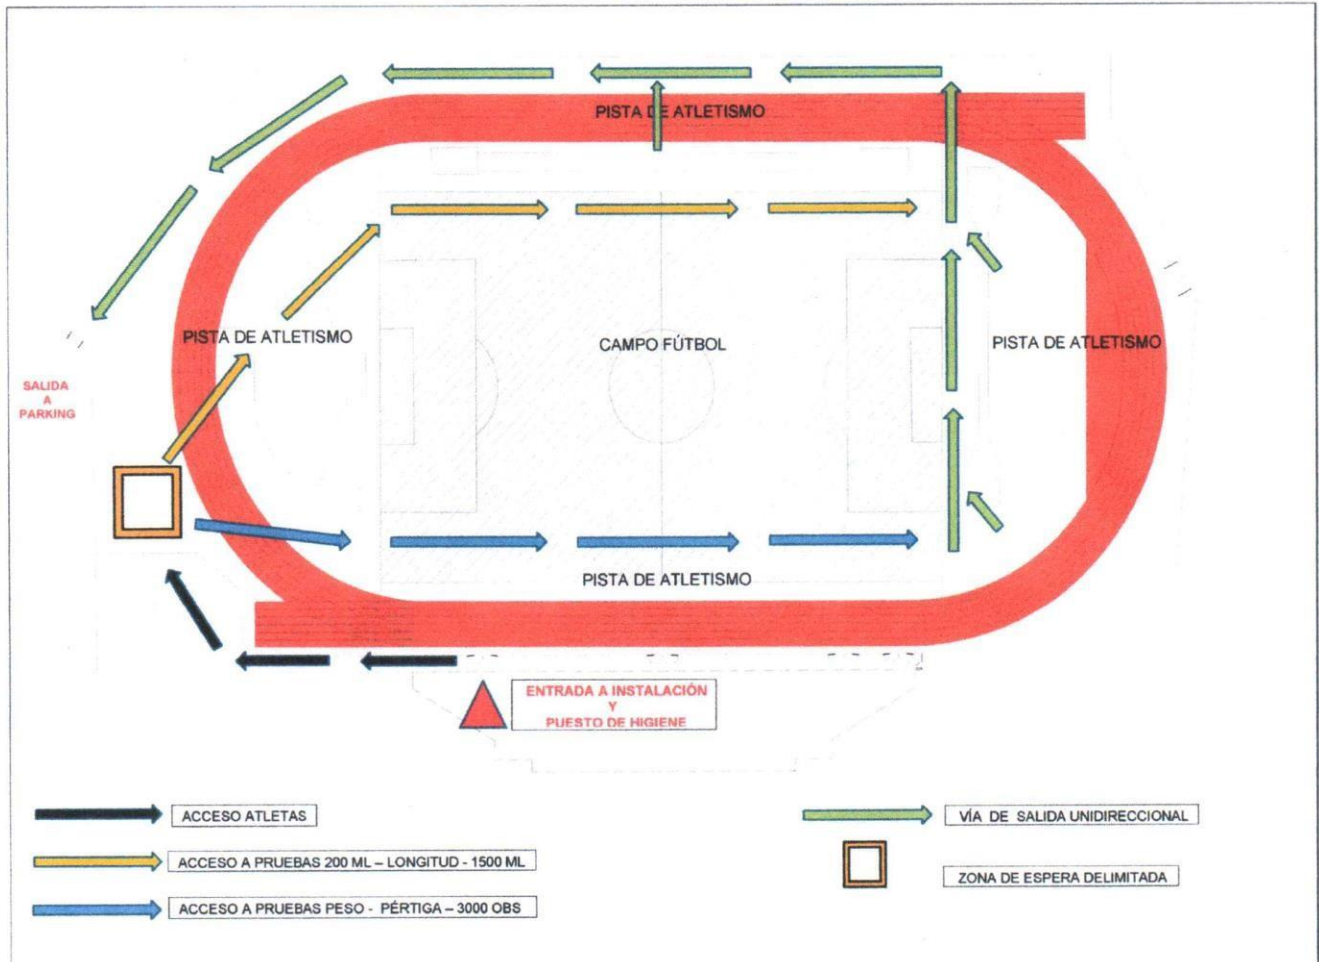 PISTA DE ATLETISMO
PISTA DE ATLETISMO
CAMPO FÚTBOL
PISTA DE ATLETISMO
SALIDA
A
PARKING
PISTA DE ATLETISMO
ENTRADA A INSTALACIÓN
Y
PUESTO DE HIGIENE
ACCESO ATLETAS
VÍA DE SALIDA UNIDIRECCIONAL
ACCESO A PRUEBAS 200 ML – LONGITUD - 1500 ML
ZONA DE ESPERA DELIMITADA
ACCESO A PRUEBAS PESO - PÉRTIGA – 3000 OBS